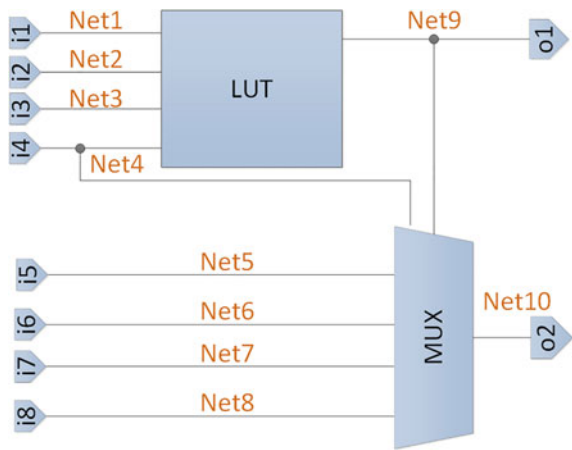 i1
Net1
Net9
o1
i2
Net2
i3
Net3
LUT
i4
Net4
i5
Net5
i6
Net6
Net10
o2
i7
Net7
MUX
i8
Net8